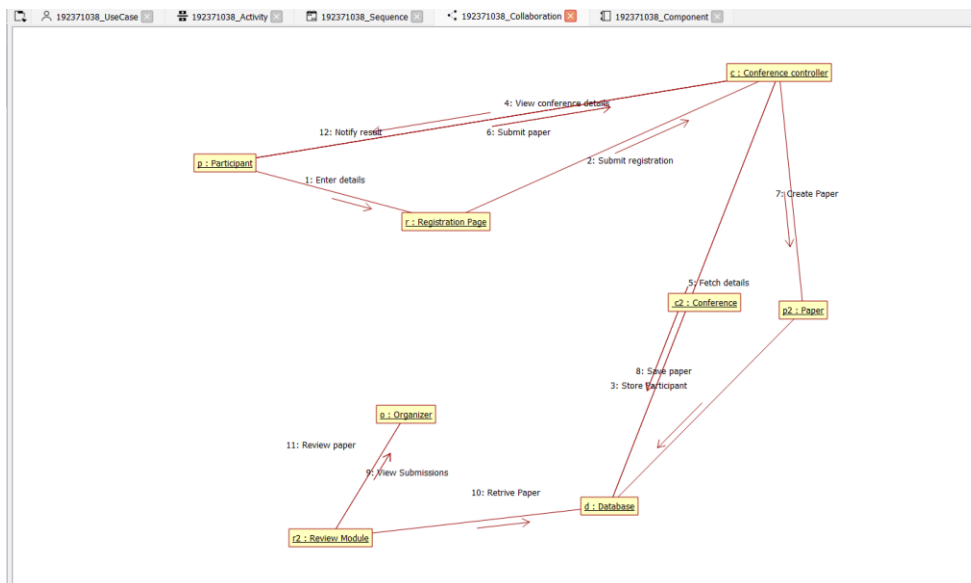 192371038_UseCase
192371038_Activity
192371038_Sequence
192371038_Collaboration
192371038_Component
c : Conference controller
4: View conference details
12: Notify result
6: Submit paper
2: Submit registration
p : Participant
1: Enter details
7: Create Paper
r : Registration Page
5: Fetch details
c2 : Conference
p2 : Paper
8: Save paper
3: Store Participant
o : Organizer
11: Review paper
9: View Submissions
10: Retrive Paper
d : Database
r2 : Review Module